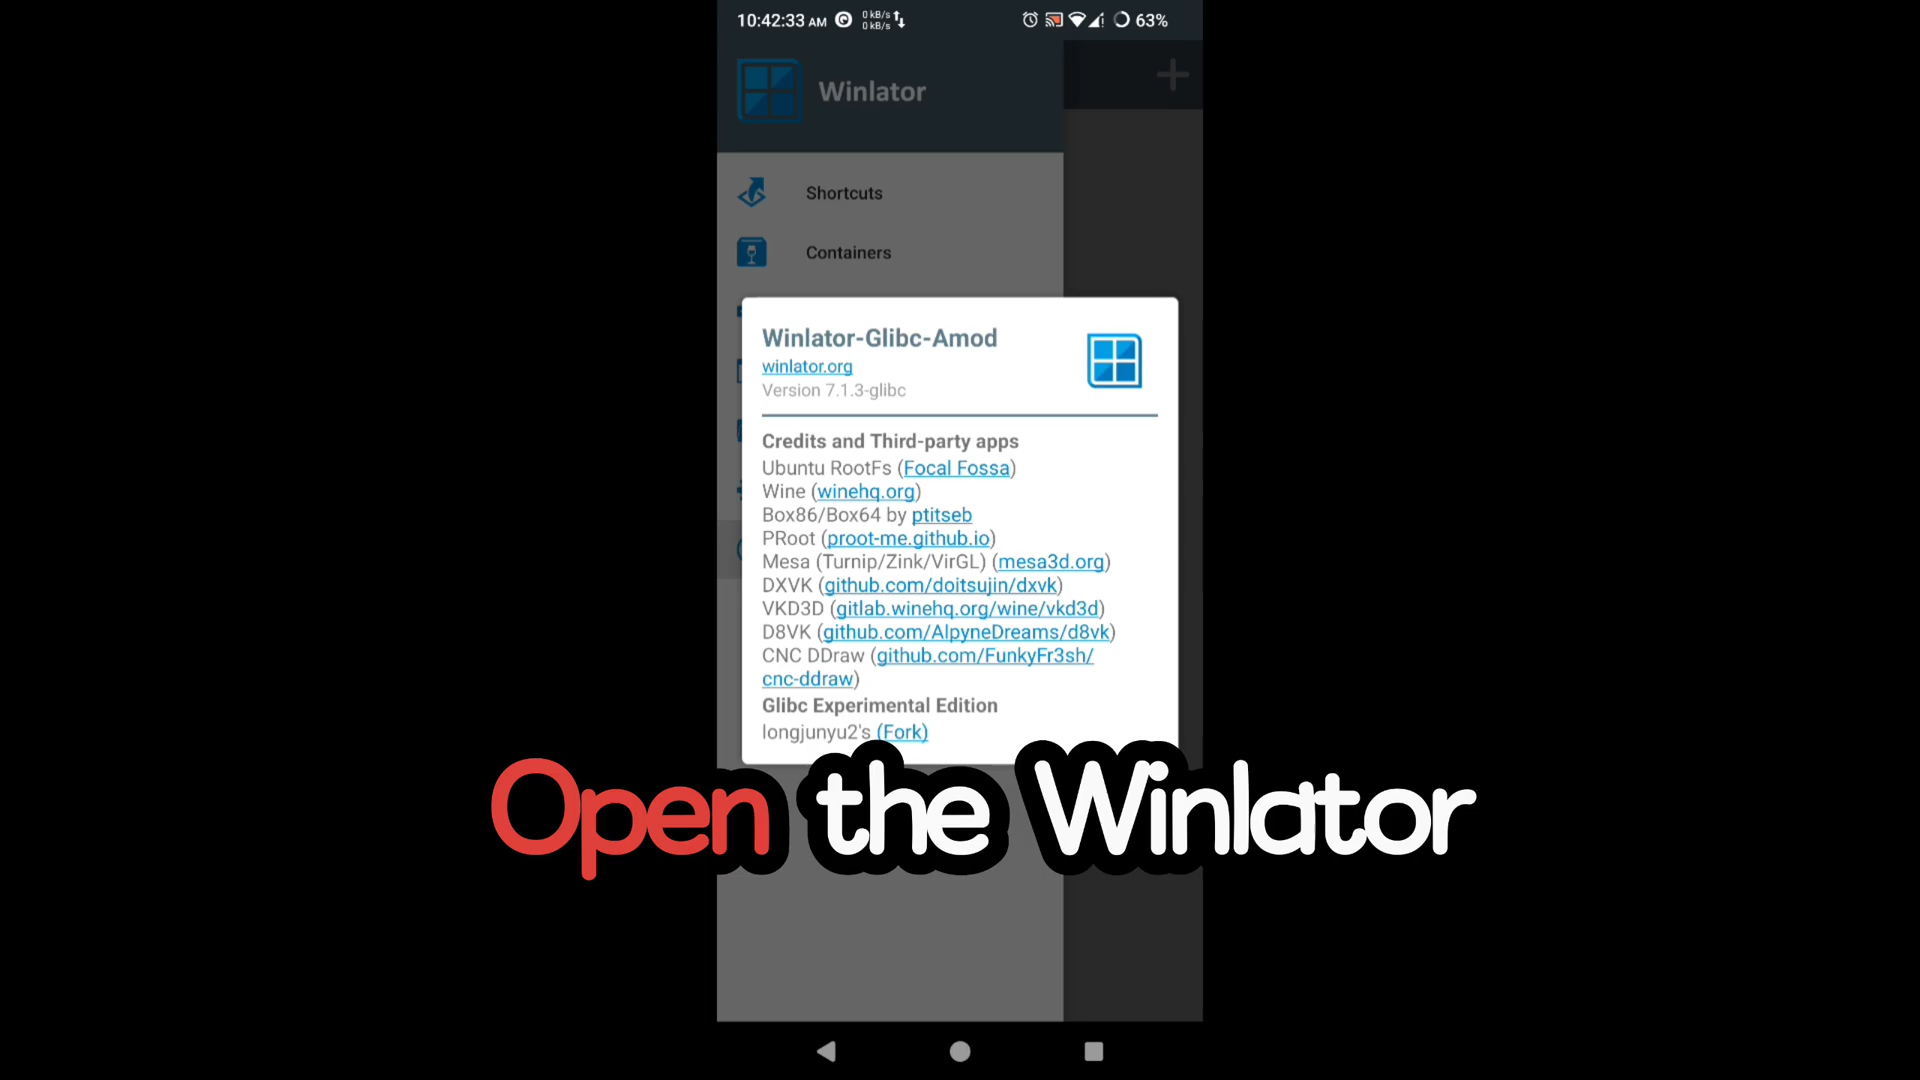 10:42:33 AM 0 kB/s 0 kB/s 63%
Winlator
Shortcuts
Containers
Winlator-Glibc-Amod
winlator.org
Version 7.1.3-glibc
Credits and Third-party apps
Ubuntu RootFs (Focal Fossa)
Wine (winehq.org)
Box86/Box64 by ptitseb
PRoot (proot-me.github.io)
Mesa (Turnip/Zink/VirGL) (mesa3d.org)
DXVK (github.com/doitsujin/dxvk)
VKD3D (gitlab.winehq.org/wine/vkd3d)
D8VK (github.com/AlpyneDreams/d8vk)
CNC DDraw (github.com/FunkyFr3sh/
cnc-ddraw)
Glibc Experimental Edition
longjunyu2's (Fork)
Open the Winlator